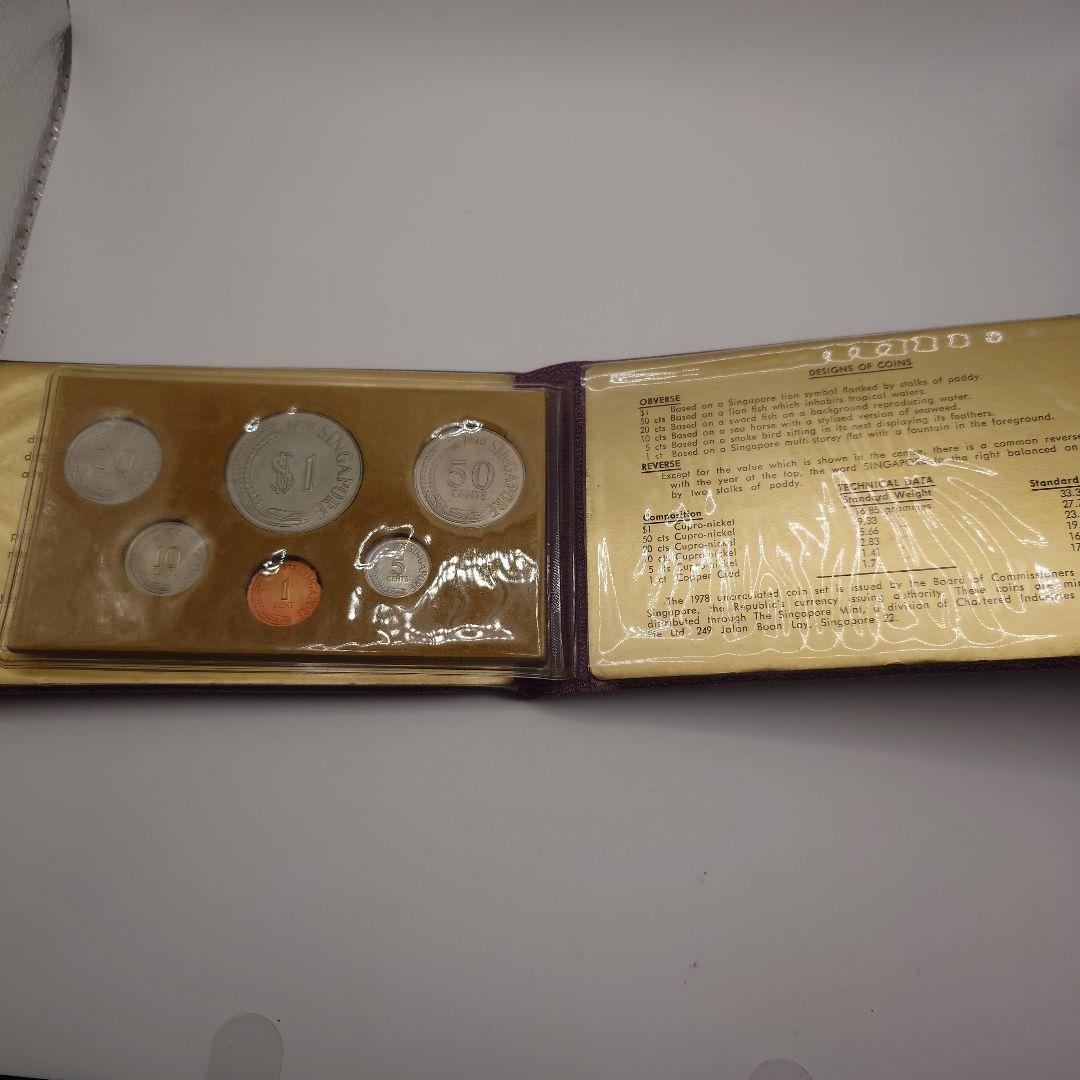 20
$1
SINGAPORE
1978
50
CENTS
SINGAPORE
10
1
CENT
5
CENTS
DESIGNS OF COINS
OBVERSE
$1 Based on a Singapore lion symbol flanked by stalks of paddy.
50 cts Based on a lion fish which inhabits tropical waters.
20 cts Based on a sword fish on a background reproducing water.
10 cts Based on a sea horse with a stylised version of seaweed.
5 cts Based on a snake bird sitting in its nest displaying its feathers.
1 ct Based on a Singapore multi-storey flat with a fountain in the foreground.
REVERSE
Except for the value which is shown in the centre, there is a common reverse
with the year at the top, the word SINGAPORE on the right balanced on
by two stalks of paddy.
TECHNICAL DATA
Composition Standard Weight Standard
$1 Cupro-nickel 16.85 grammes 33.3
50 cts Cupro-nickel 9.33 27.
20 cts Cupro-nickel 5.66 23.
10 cts Cupro-nickel 2.83 19.
5 cts Cupro-nickel 1.41 16
1 ct Copper Clad 17
The 1978 uncirculated coin set is issued by the Board of Commissioners
Singapore, the Republic's currency issuing authority. These coins are min
distributed through The Singapore Mint, a division of Chartered Industries
Pte Ltd. 249 Jalan Boon Lay, Singapore 22.